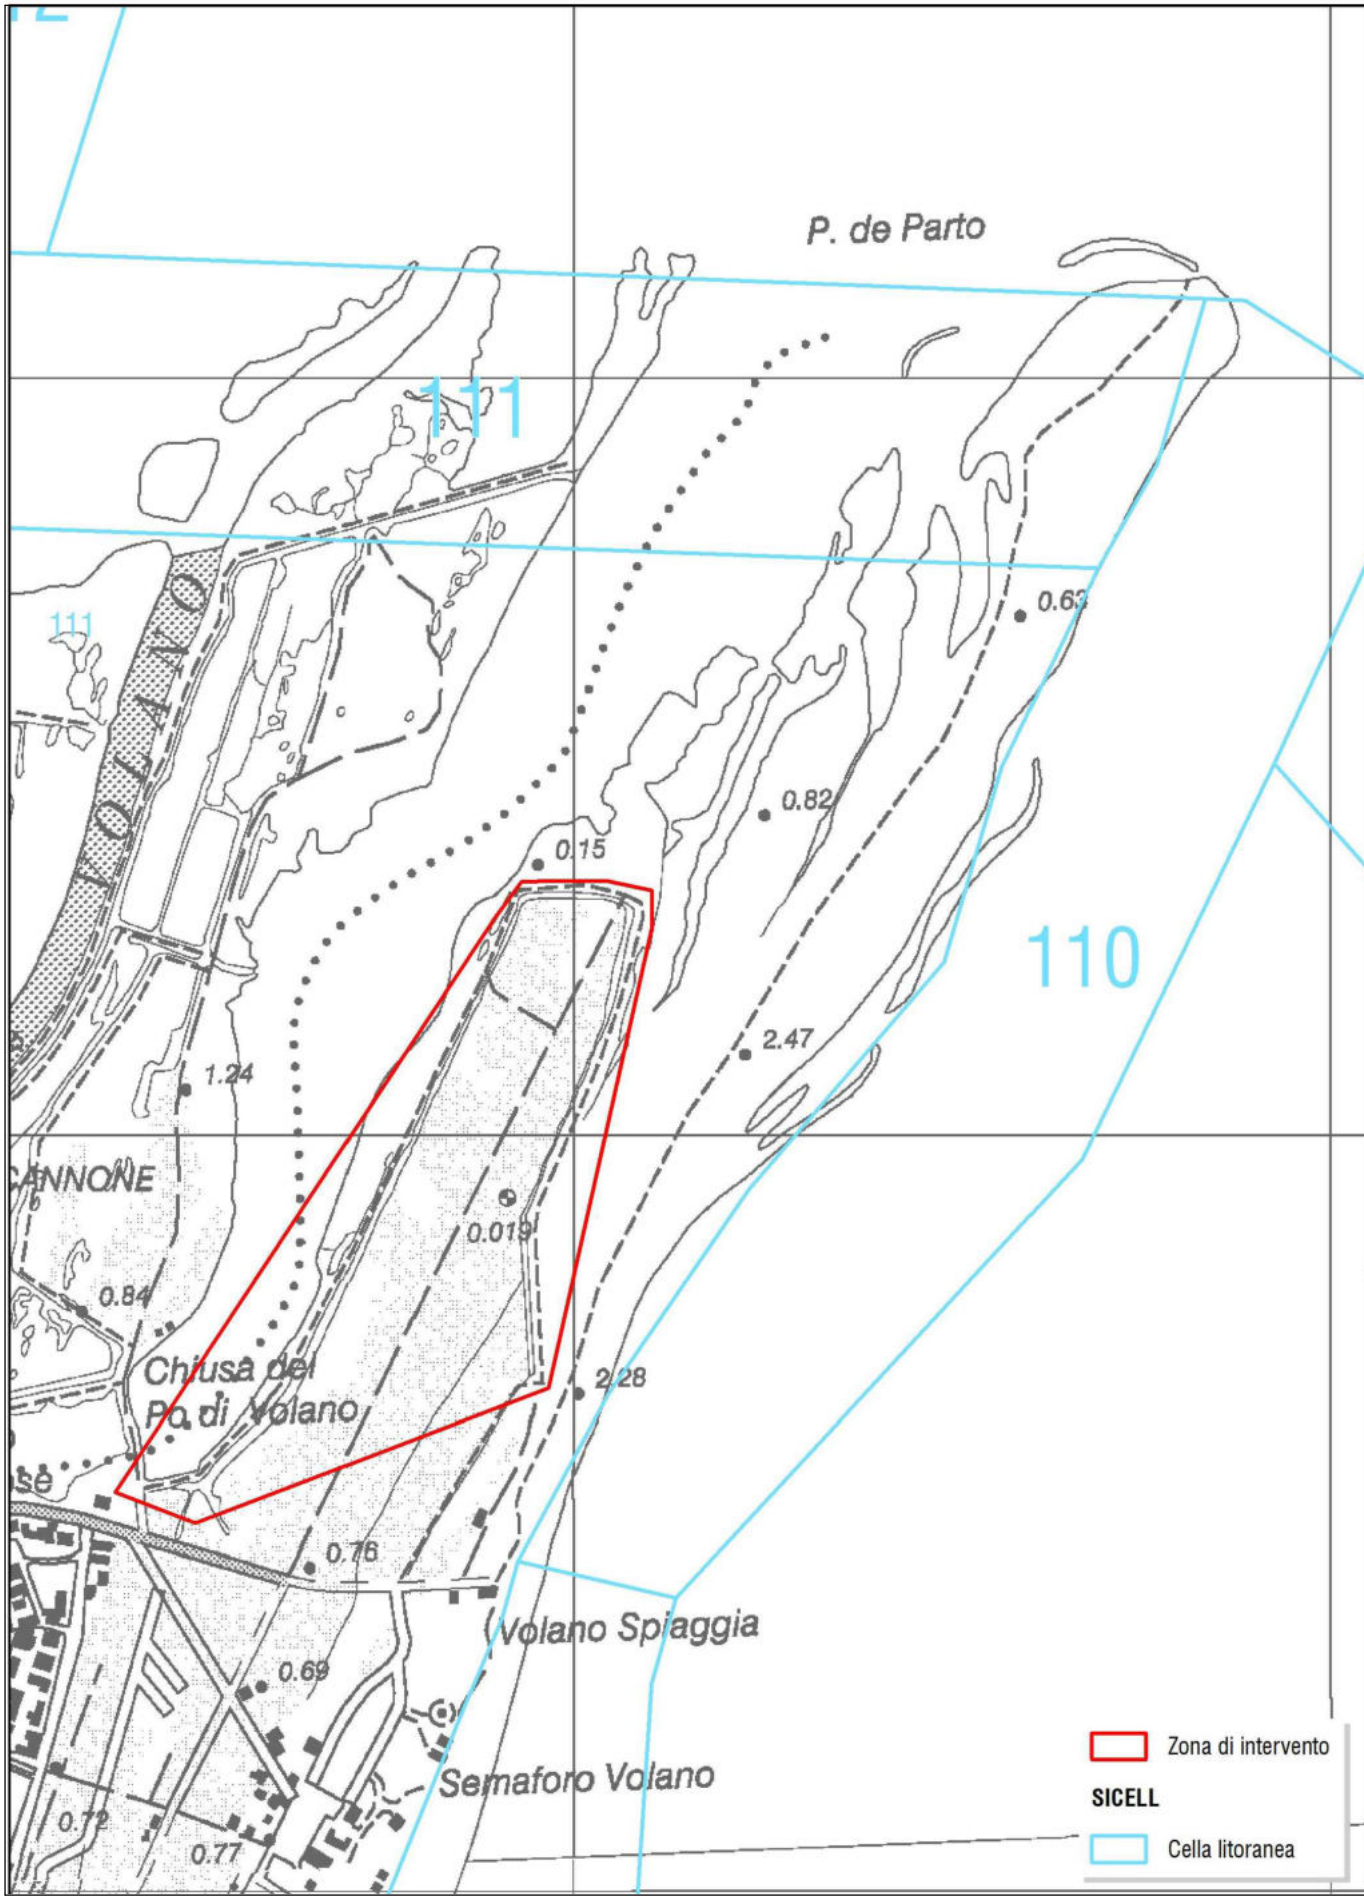 P. de Parto
111
111
VOLANO
0.63
0.82
0.15
110
2.47
1.24
CANNONE
0.019
0.84
Chiusa del
Po di Volano
2.28
0.76
Volano Spiaggia
0.69
Semaforo Volano
0.72
0.77
Zona di intervento
SICELL
Cella litoranea